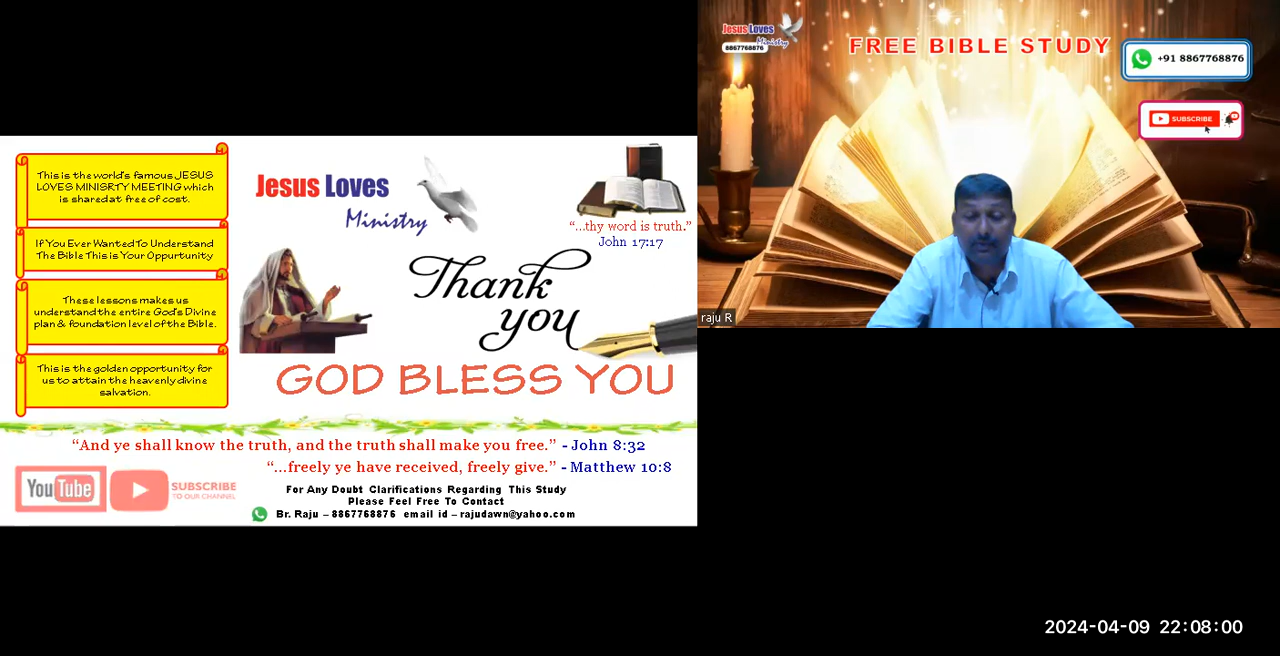 This is the world's famous JESUS
LOVES MINISRTY MEETING which
is shared at free of cost.
If You Ever Wanted To Understand
The Bible This is Your Oppurtunity
These lessons makes us
understand the entire God's Divine
plan & foundation level of the Bible.
This is the golden opportunity for
us to attain the heavenly divine
salvation.
Jesus Loves
Ministry
"...thy word is truth."
John 17:17
Thank
you
GOD BLESS YOU
"And ye shall know the truth, and the truth shall make you free." - John 8:32
"...freely ye have received, freely give." - Matthew 10:8
YouTube
SUBSCRIBE
TO OUR CHANNEL
For Any Doubt Clarifications Regarding This Study
Please Feel Free To Contact
Br. Raju – 8867768876 email id – rajudawn@yahoo.com
Jesus Loves
Ministry
8867768876
FREE BIBLE STUDY
+91 8867768876
SUBSCRIBE
raju R
2024-04-09 22:08:00